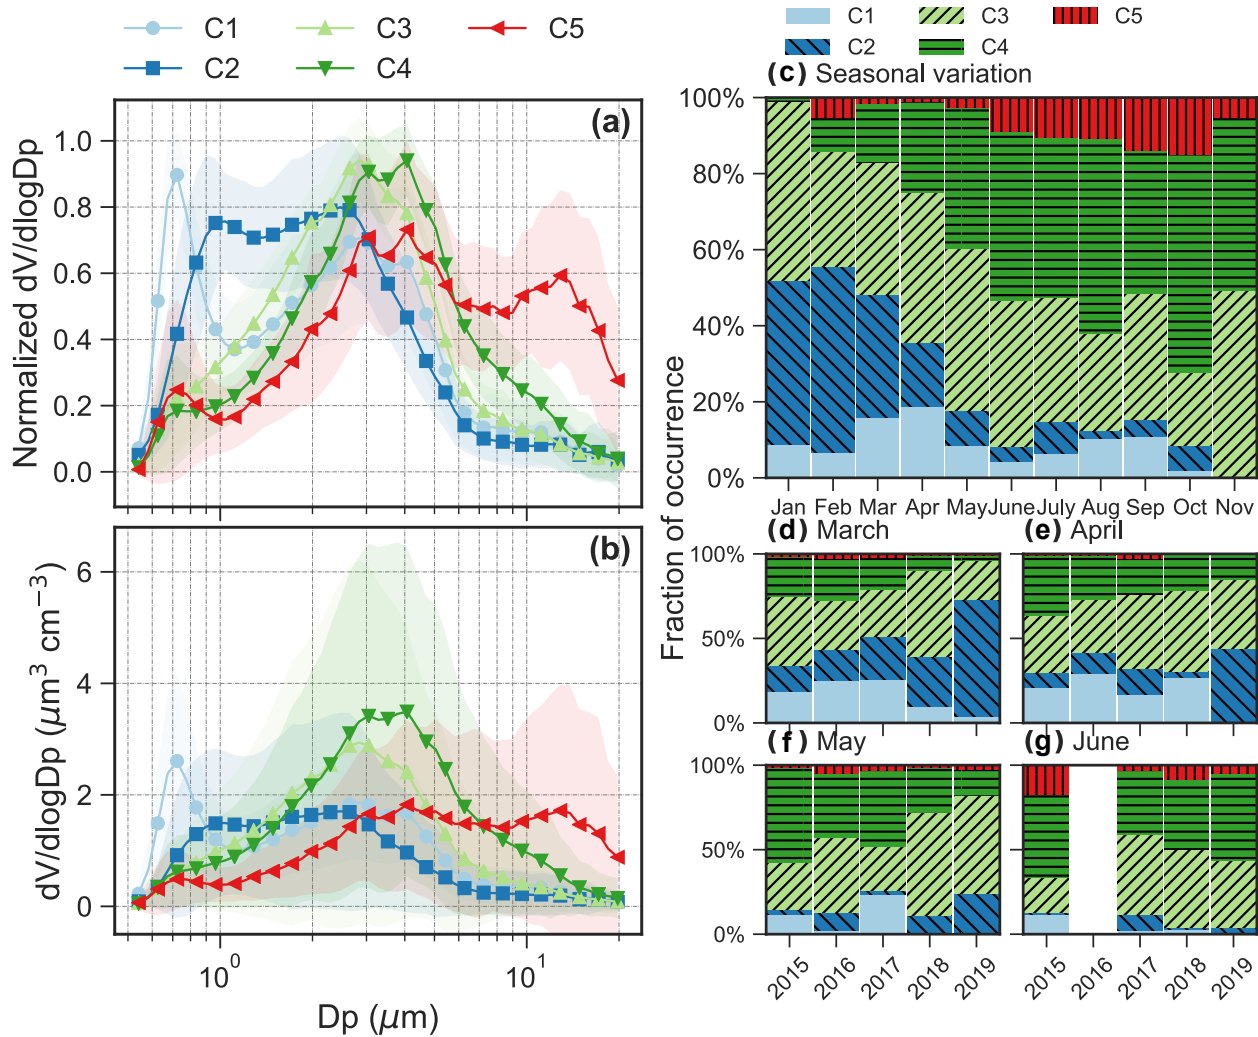 C1 C3 C5
C2 C4
C1 C3 C5
C2 C4
(a)
Normalized dV/dlogDp
1.0
0.8
0.6
0.4
0.2
0.0
(b)
dV/dlogDp (μm³ cm⁻³)
6
4
2
0
10⁰ 10¹
Dp (μm)
Fraction of occurrence
(c) Seasonal variation
100%
80%
60%
40%
20%
0%
Jan Feb Mar Apr May June July Aug Sep Oct Nov
(d) March (e) April
100%
50%
0%
(f) May (g) June
100%
50%
0%
2015 2016 2017 2018 2019 2015 2016 2017 2018 2019